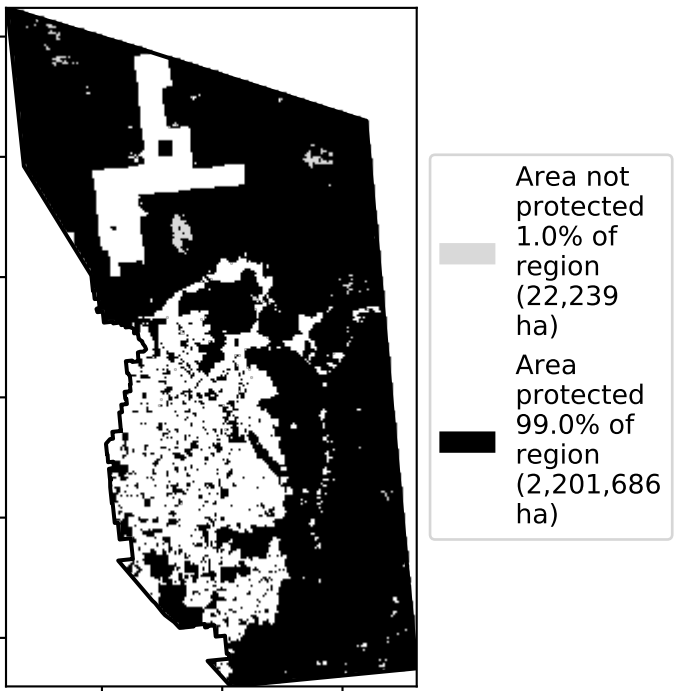 Area not
protected
1.0% of
region
(22,239
ha)
Area
protected
99.0% of
region
(2,201,686
ha)